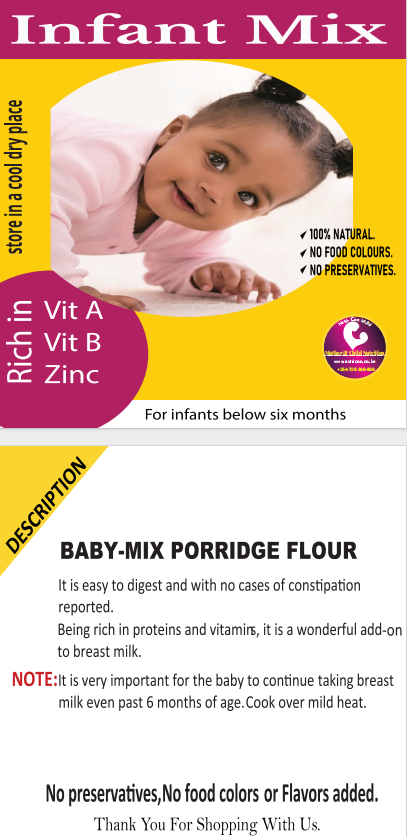 Infant Mix
store in a cool dry place
100% NATURAL.
NO FOOD COLOURS.
NO PRESERVATIVES.
Rich in
Vit A
Vit B
Zinc
For infants below six months
DESCRIPTION
BABY-MIX PORRIDGE FLOUR
It is easy to digest and with no cases of constipation
reported.
Being rich in proteins and vitamins, it is a wonderful add-on
to breast milk.
NOTE:It is very important for the baby to continue taking breast
milk even past 6 months of age.Cook over mild heat.
No preservatives,No food colors or Flavors added.
Thank You For Shopping With Us.